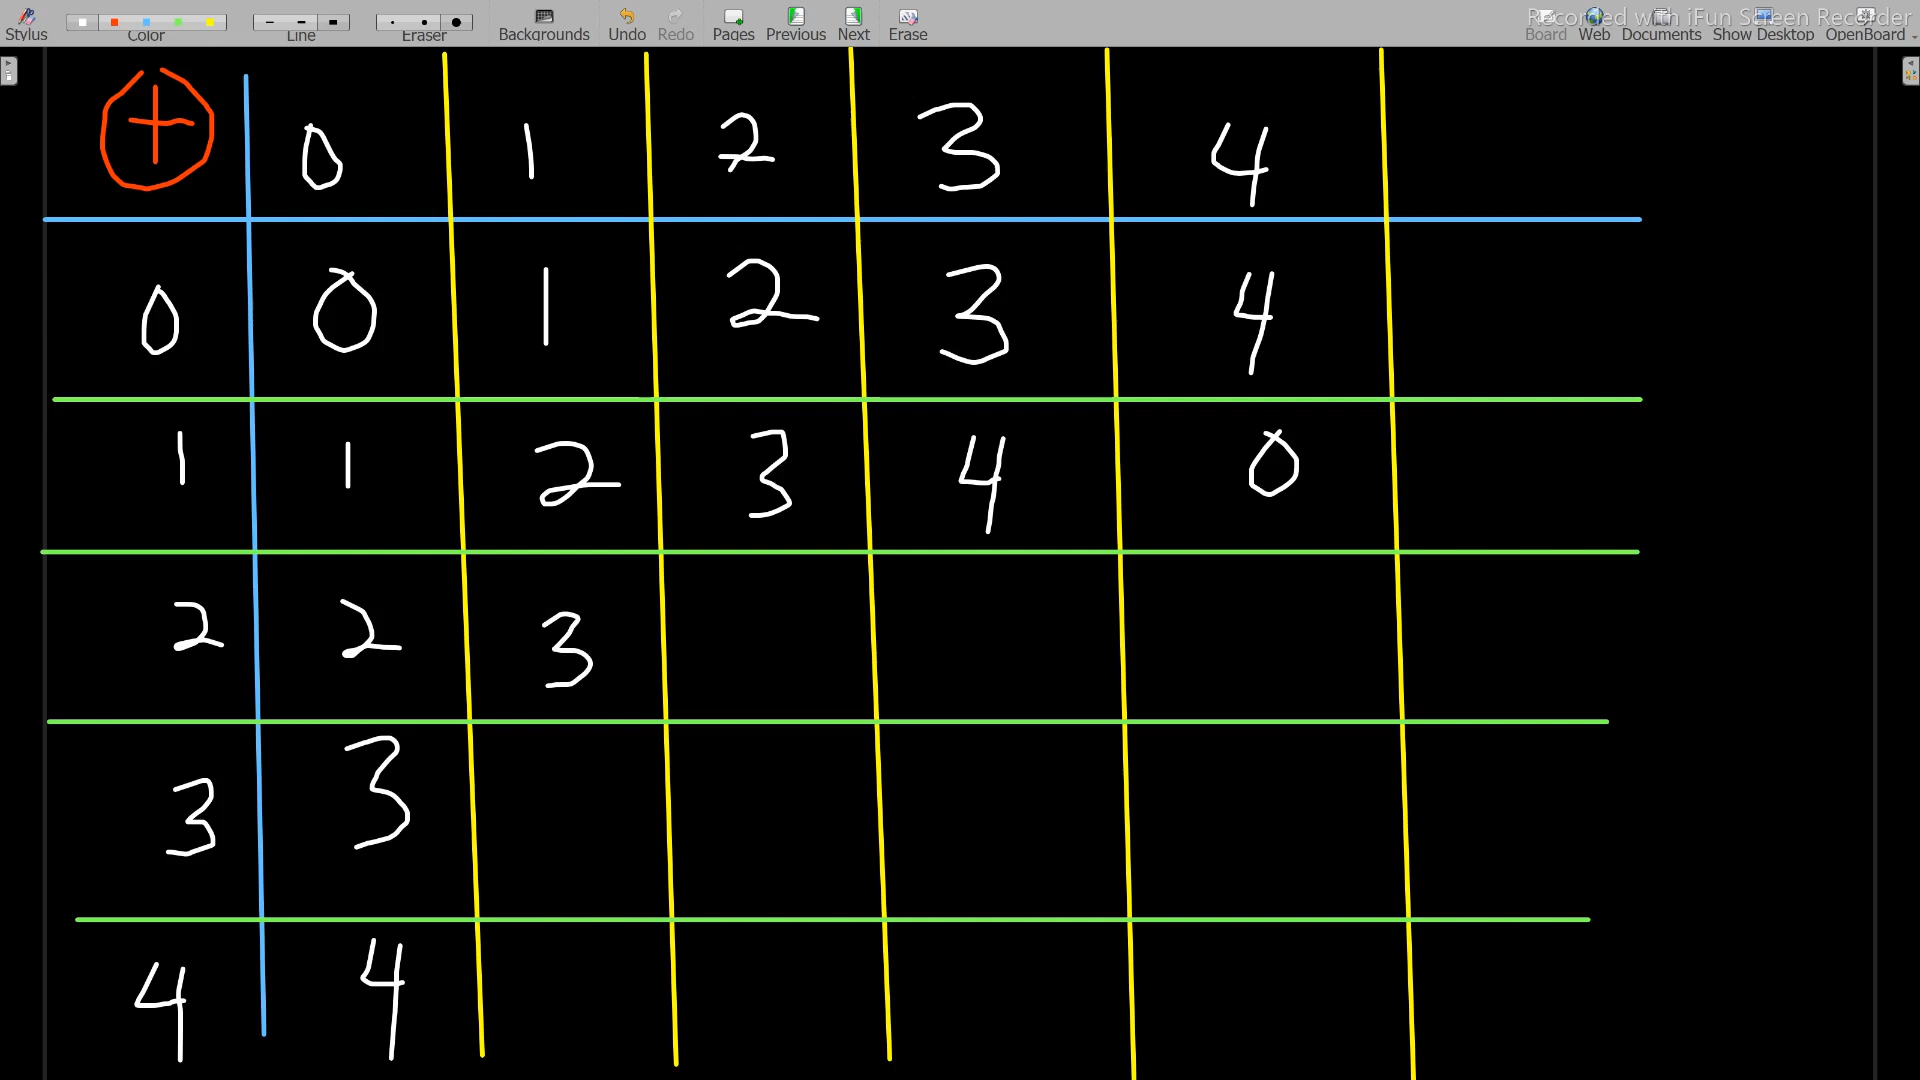 Recorded with iFun Screen Recorder
Stylus Color Line Eraser Backgrounds Undo Redo Pages Previous Next Erase Board Web Documents Show Desktop OpenBoard
+ 0 1 2 3 4
0 0 1 2 3 4
1 1 2 3 4 0
2 2 3
3 3
4 4